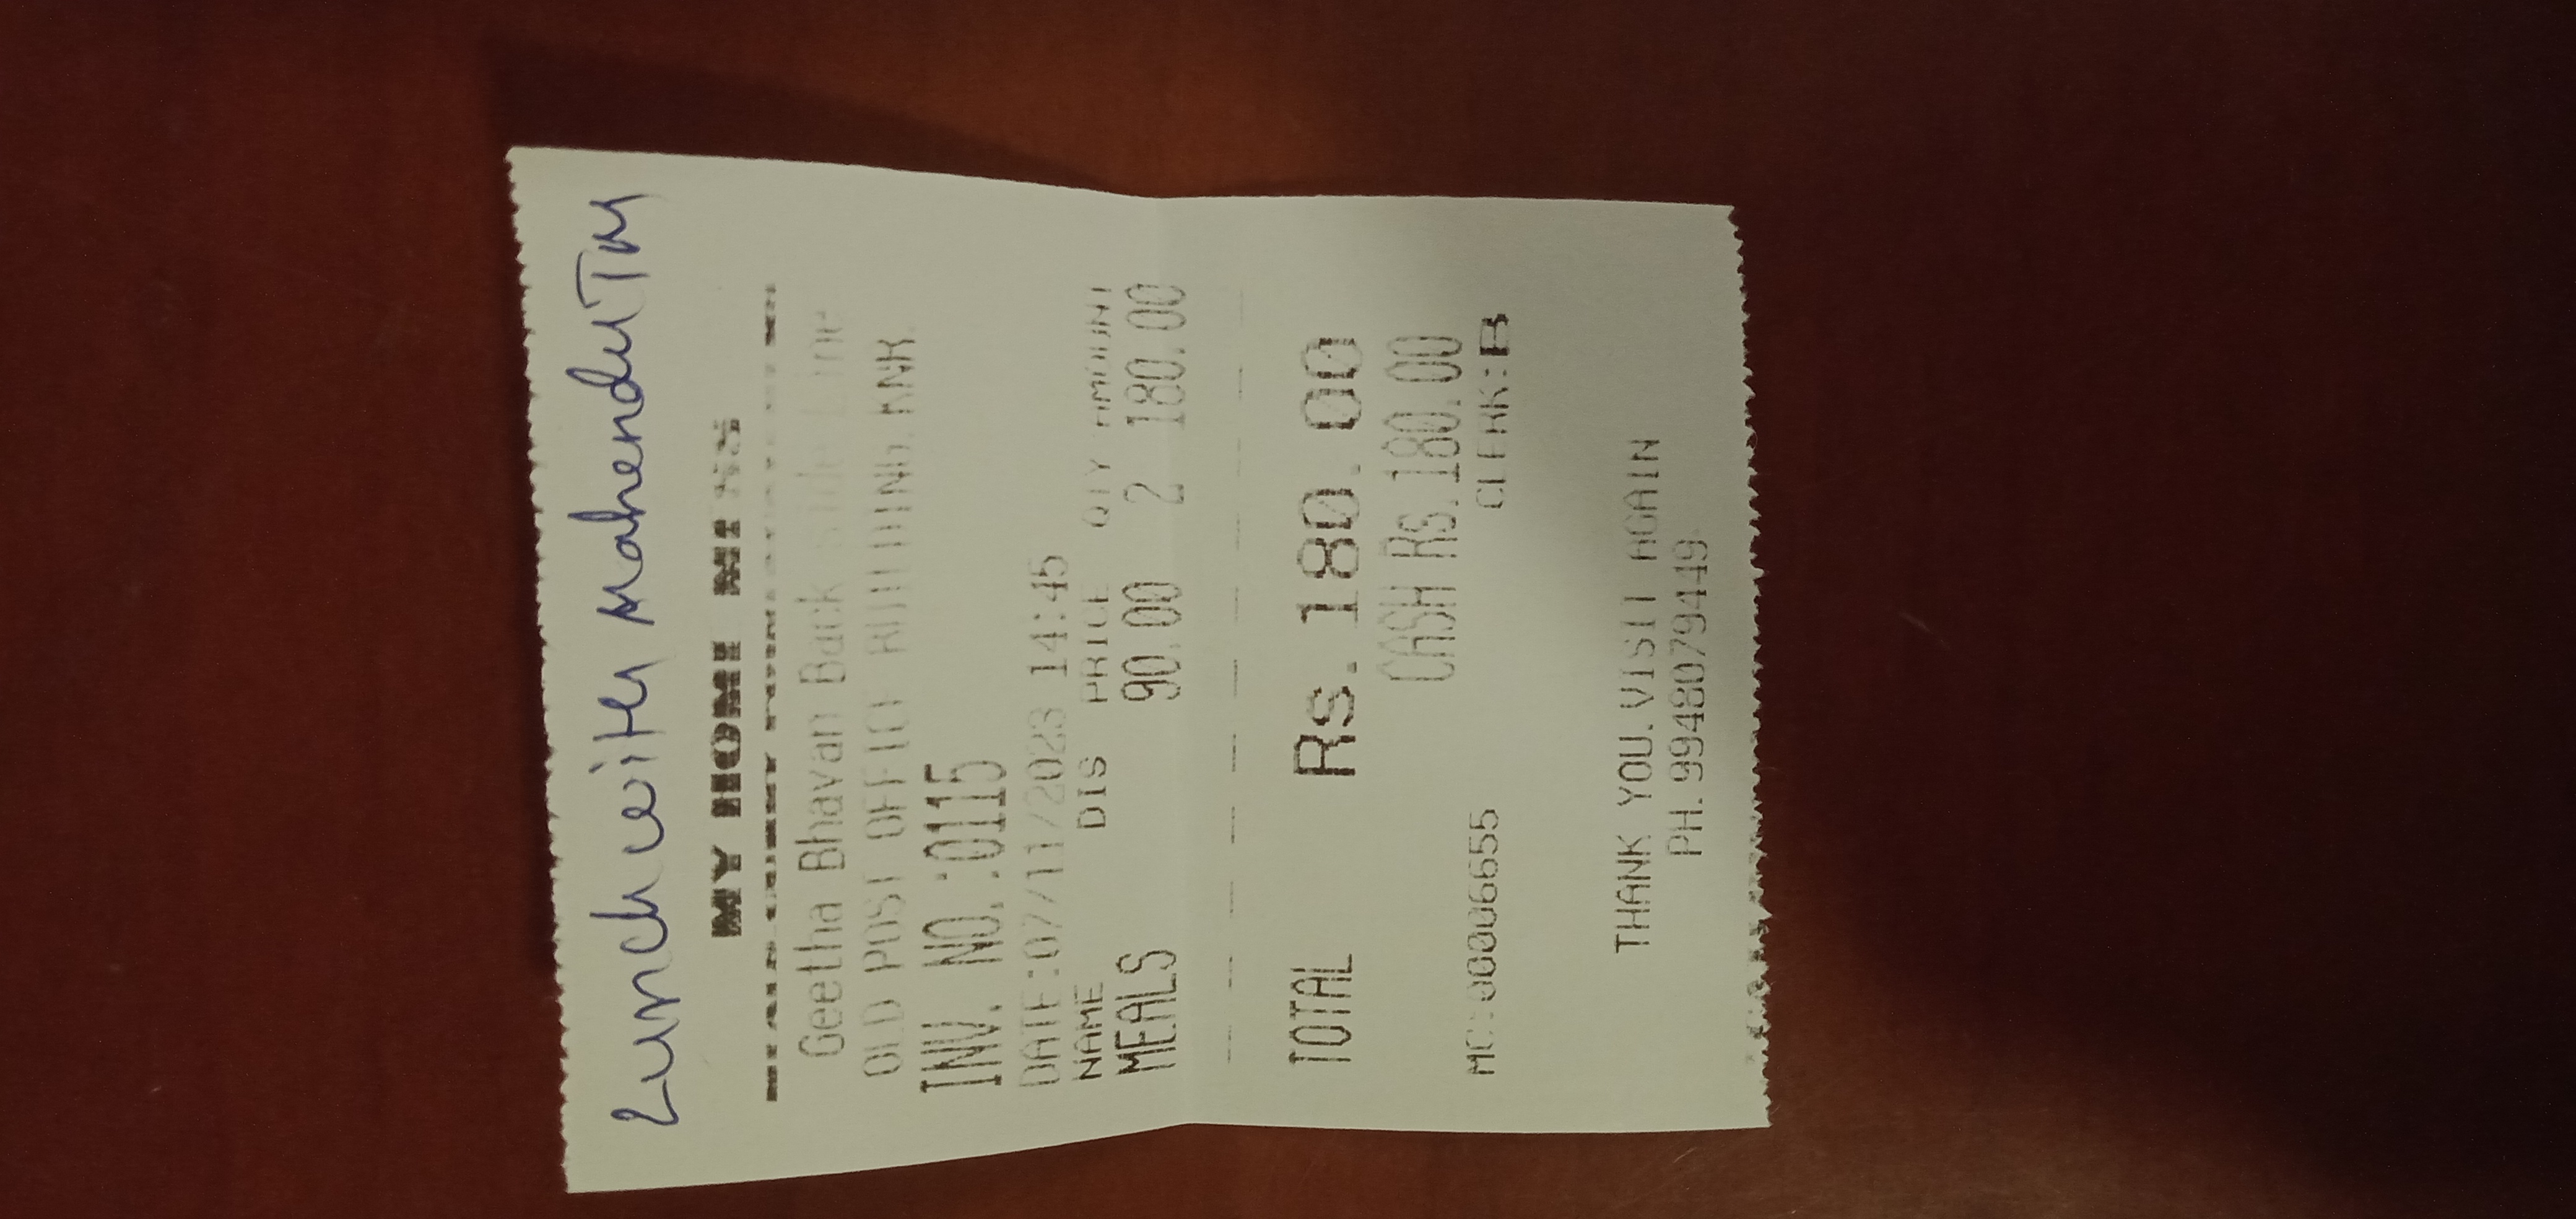 Lunch with Mahender TM
MY HOME
Geetha Bhavan Back side Line
OLD POST OFFICE BUILDING.KNR.
INV. NO.:0115
DATE:07/11/2023 14:45
NAME DIS PRICE QTY AMOUNT
MEALS 90.00 2 180.00
TOTAL Rs.180.00
CASH Rs.180.00
MC:00006655 CLERK:B
THANK YOU.VISIT AGAIN
PH.9948079449